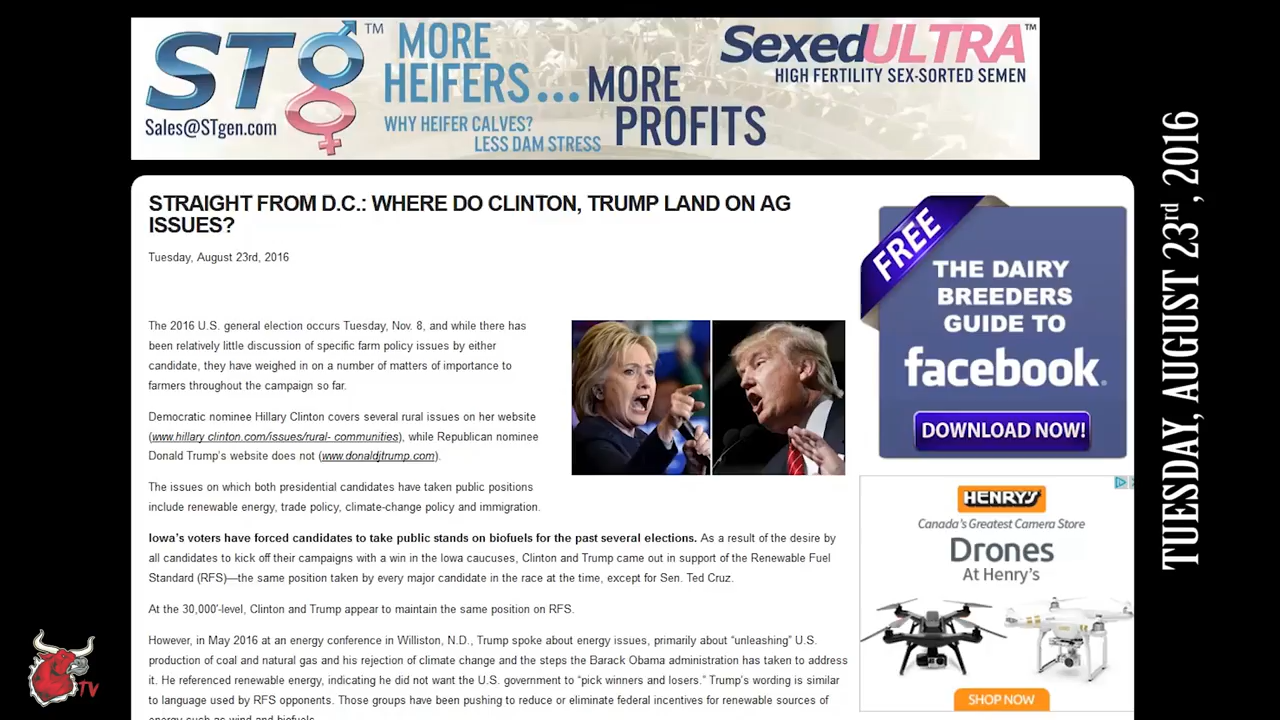 STg™
Sales@STgen.com
MORE
HEIFERS...MORE
PROFITS
WHY HEIFER CALVES?
LESS DAM STRESS
SexedULTRA™
HIGH FERTILITY SEX-SORTED SEMEN
STRAIGHT FROM D.C.: WHERE DO CLINTON, TRUMP LAND ON AG
ISSUES?
Tuesday, August 23rd, 2016
The 2016 U.S. general election occurs Tuesday, Nov. 8, and while there has
been relatively little discussion of specific farm policy issues by either
candidate, they have weighed in on a number of matters of importance to
farmers throughout the campaign so far.
Democratic nominee Hillary Clinton covers several rural issues on her website
(www.hillary clinton.com/issues/rural- communities), while Republican nominee
Donald Trump's website does not (www.donaldjtrump.com).
The issues on which both presidential candidates have taken public positions
include renewable energy, trade policy, climate-change policy and immigration.
Iowa's voters have forced candidates to take public stands on biofuels for the past several elections. As a result of the desire by
all candidates to kick off their campaigns with a win in the Iowa caucuses, Clinton and Trump came out in support of the Renewable Fuel
Standard (RFS)—the same position taken by every major candidate in the race at the time, except for Sen. Ted Cruz.
At the 30,000'-level, Clinton and Trump appear to maintain the same position on RFS.
However, in May 2016 at an energy conference in Williston, N.D., Trump spoke about energy issues, primarily about “unleashing” U.S.
production of coal and natural gas and his rejection of climate change and the steps the Barack Obama administration has taken to address
it. He referenced renewable energy, indicating he did not want the U.S. government to “pick winners and losers.” Trump's wording is similar
to language used by RFS opponents. Those groups have been pushing to reduce or eliminate federal incentives for renewable sources of
energy such as wind and biofuels.
FREE
THE DAIRY
BREEDERS
GUIDE TO
facebook.
DOWNLOAD NOW!
HENRY'S
Canada's Greatest Camera Store
Drones
At Henry's
SHOP NOW
TUESDAY, AUGUST 23rd, 2016
TV